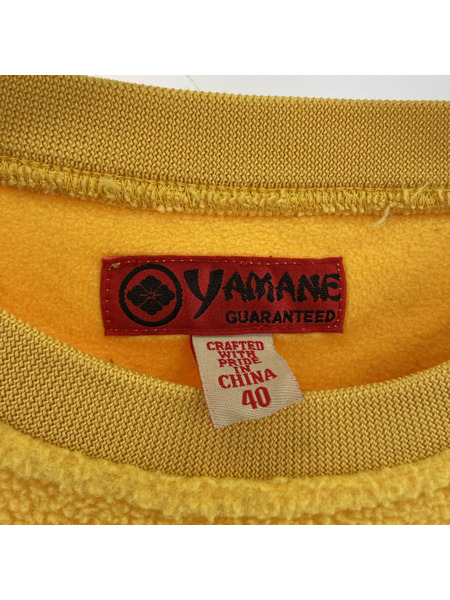 YAMANE
GUARANTEED
CRAFTED
WITH
PRIDE
IN
CHINA
40